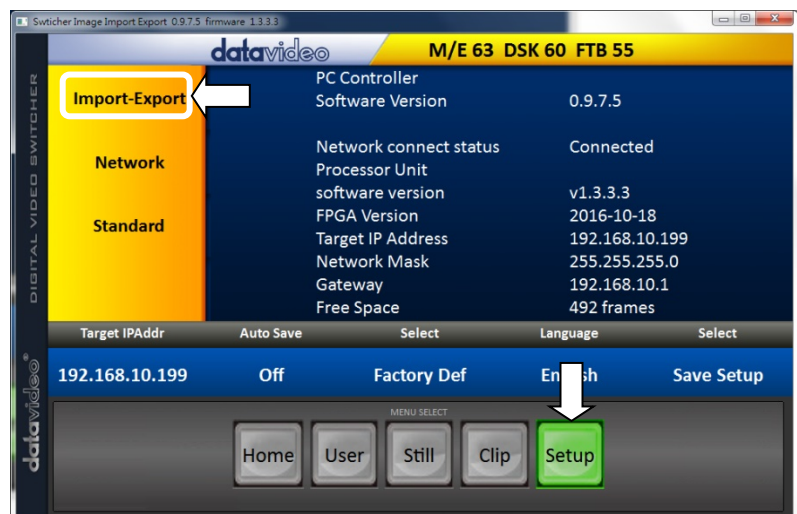 Swticher Image Import Export 0.9.7.5 firmware 1.3.3.3
datavideo M/E 63 DSK 60 FTB 55
DIGITAL VIDEO SWITCHER
Import-Export
Network
Standard
PC Controller
Software Version 0.9.7.5
Network connect status Connected
Processor Unit
software version v1.3.3.3
FPGA Version 2016-10-18
Target IP Address 192.168.10.199
Network Mask 255.255.255.0
Gateway 192.168.10.1
Free Space 492 frames
Target IPAddr Auto Save Select Language Select
192.168.10.199 Off Factory Def Save Setup
datavideo®
MENU SELECT
Home User Still Clip Setup